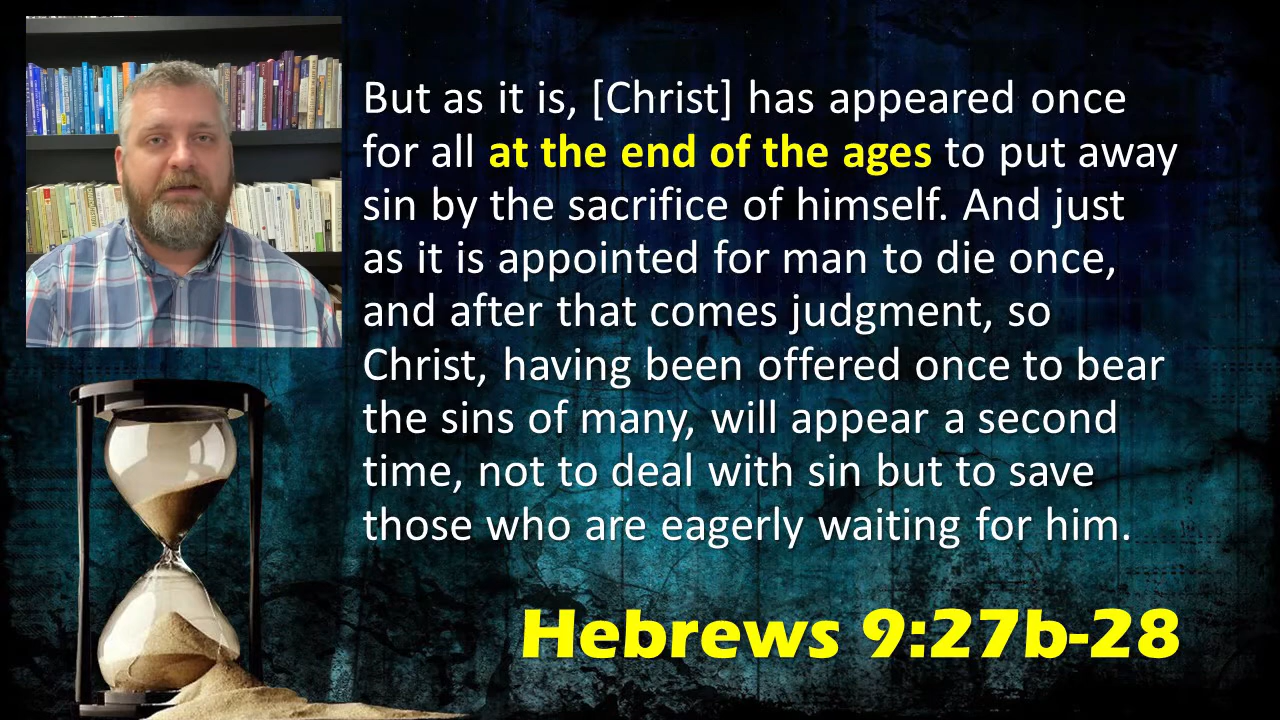 But as it is, [Christ] has appeared once
for all at the end of the ages to put away
sin by the sacrifice of himself. And just
as it is appointed for man to die once,
and after that comes judgment, so
Christ, having been offered once to bear
the sins of many, will appear a second
time, not to deal with sin but to save
those who are eagerly waiting for him.
Hebrews 9:27b-28